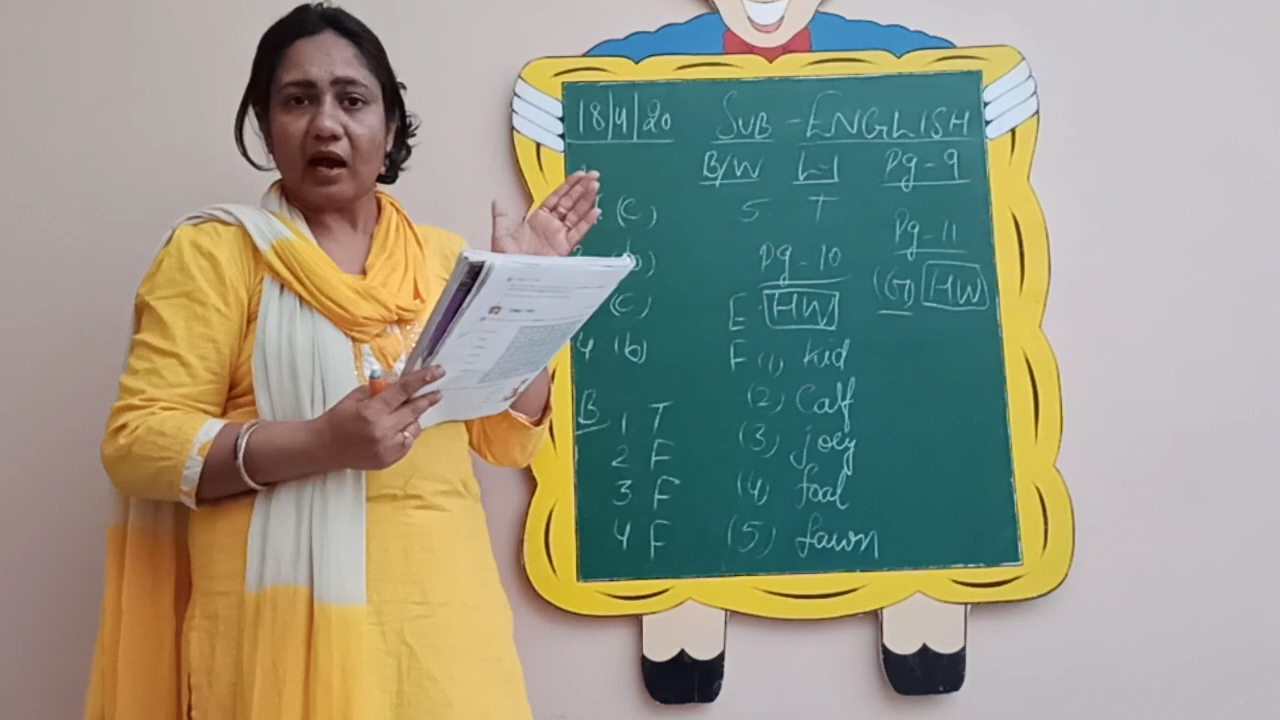 18/4/20 SUB - ENGLISH
B/W L-1 Pg-9
(C)
5 T
Pg-11
(G) HW
Pg-10
E HW
(C)
4 (b)
F (1) kid
(2) Calf
(3) joey
(4) foal
(5) fawn
B
1 T
2 F
3 F
4 F